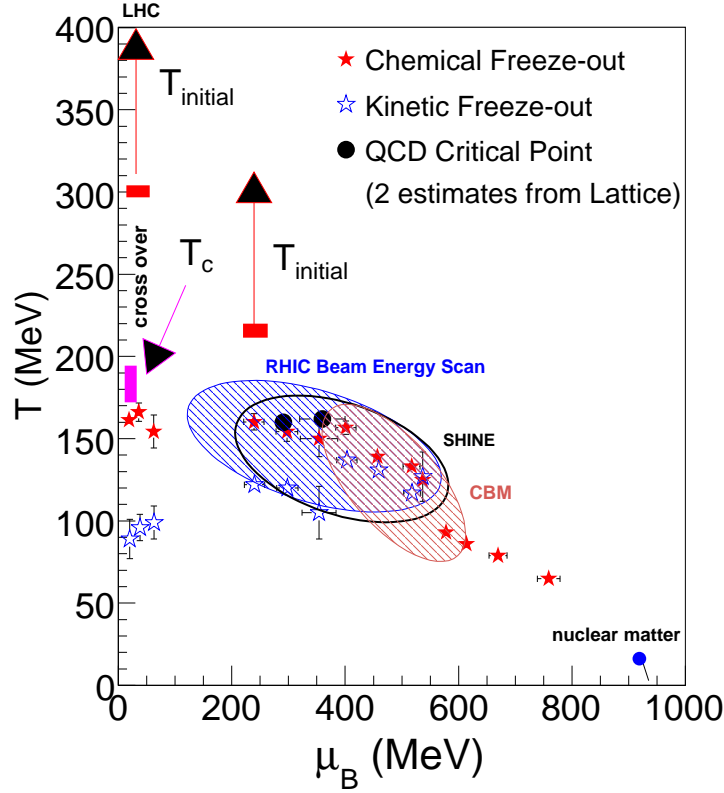 LHC
400
350
300
250
200
150
100
50
0
T (MeV)
T_initial
Chemical Freeze-out
Kinetic Freeze-out
QCD Critical Point
(2 estimates from Lattice)
cross over
T_c
T_initial
RHIC Beam Energy Scan
SHINE
CBM
nuclear matter
0 200 400 600 800 1000
μ_B (MeV)